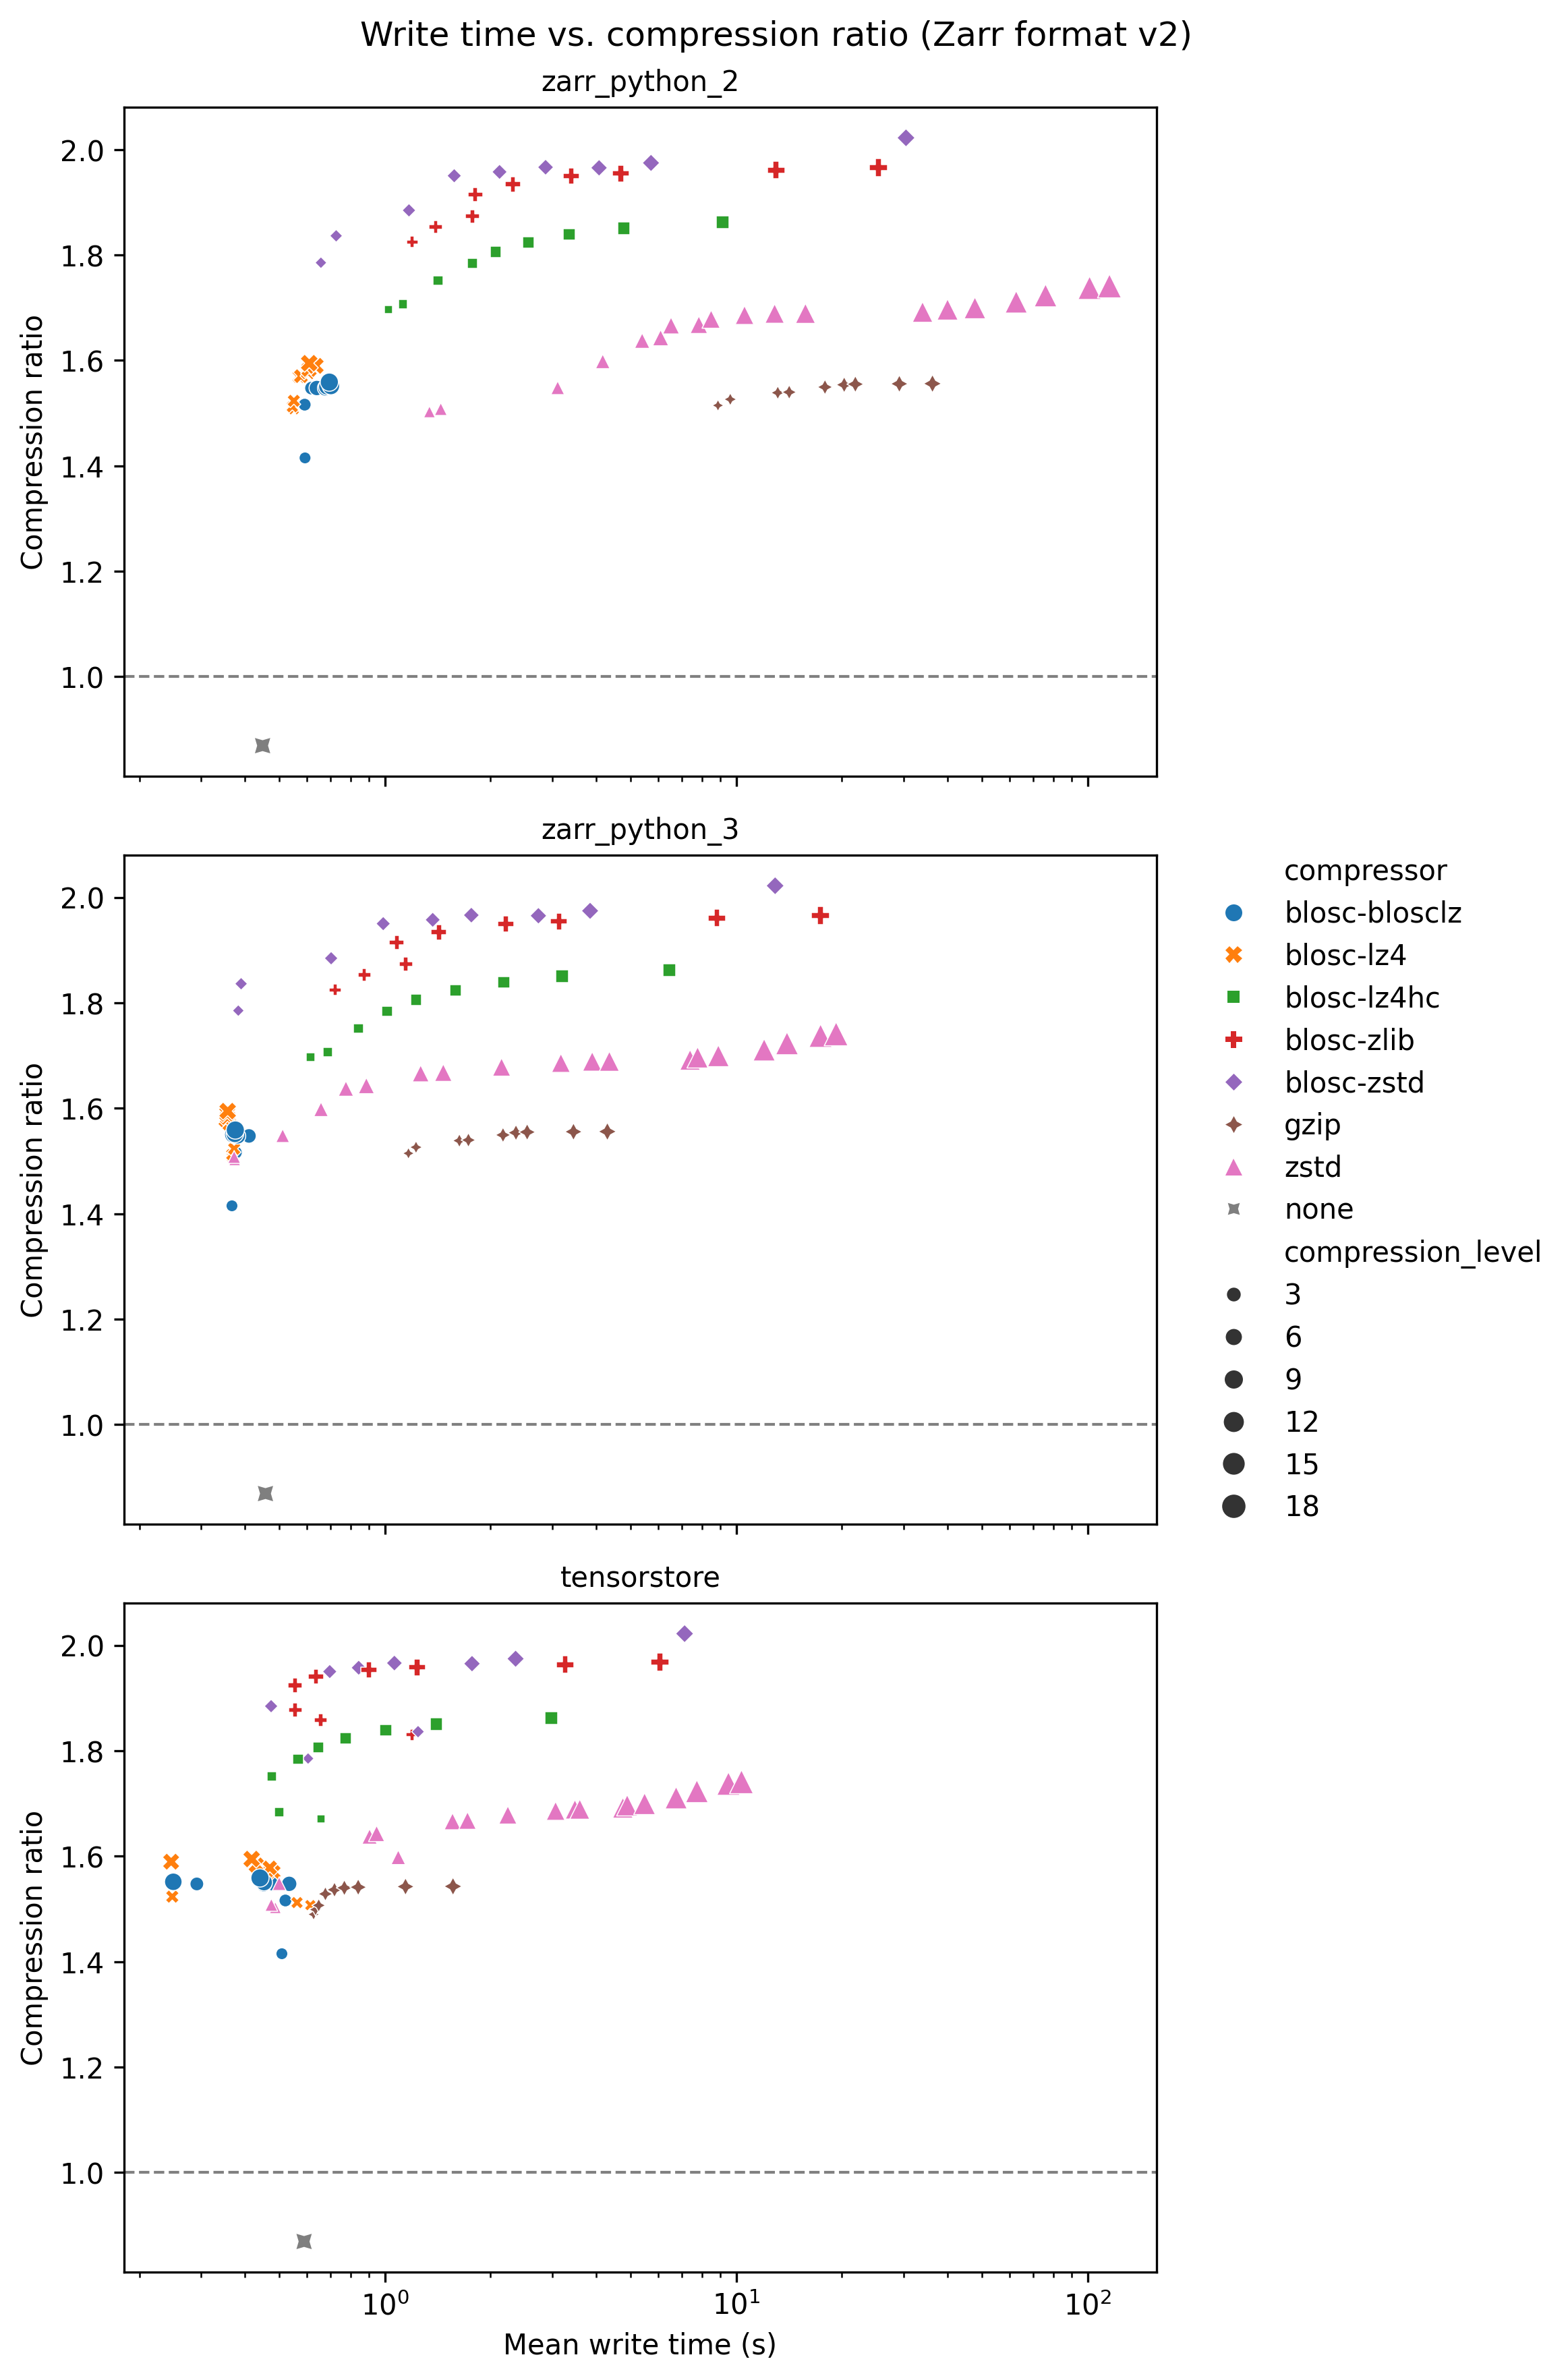 Write time vs. compression ratio (Zarr format v2)
zarr_python_2
Compression ratio
2.0
1.8
1.6
1.4
1.2
1.0
zarr_python_3
Compression ratio
2.0
1.8
1.6
1.4
1.2
1.0
compressor
blosc-blosclz
blosc-lz4
blosc-lz4hc
blosc-zlib
blosc-zstd
gzip
zstd
none
compression_level
3
6
9
12
15
18
tensorstore
Compression ratio
2.0
1.8
1.6
1.4
1.2
1.0
10⁰ 10¹ 10²
Mean write time (s)